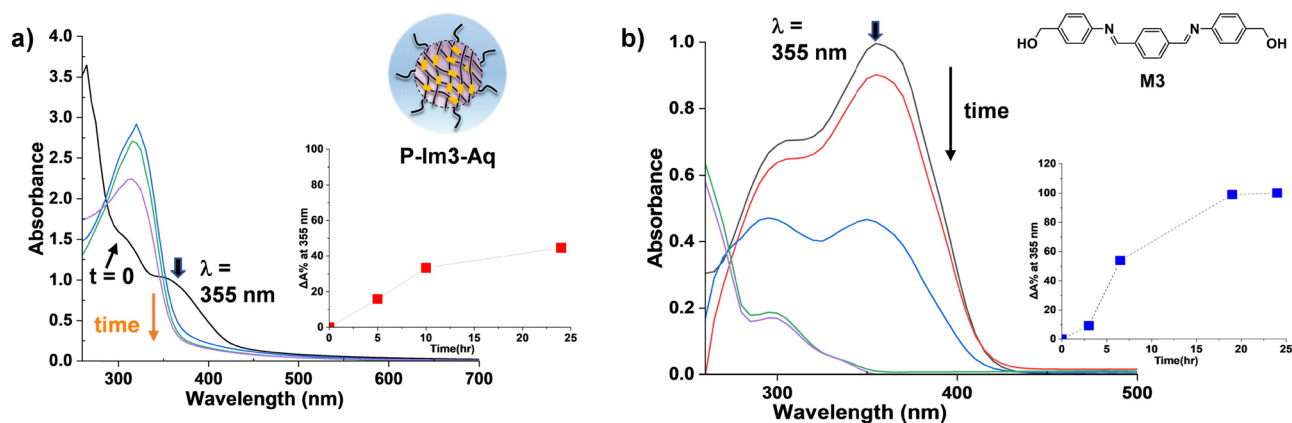 a)
4.0
3.5
3.0
2.5
2.0
1.5
1.0
0.5
0.0
Absorbance
300
400
500
600
700
Wavelength (nm)
t = 0
time
λ =
355 nm
P-Im3-Aq
100
80
60
40
20
0
ΔA% at 355 nm
0
5
10
15
20
25
Time(hr)
b)
1.0
0.8
0.6
0.4
0.2
0.0
Absorbance
300
400
500
Wavelength (nm)
λ =
355 nm
time
HO
N
N
OH
M3
120
100
80
60
40
20
0
ΔA% at 355 nm
0
5
10
15
20
25
Time(hr)